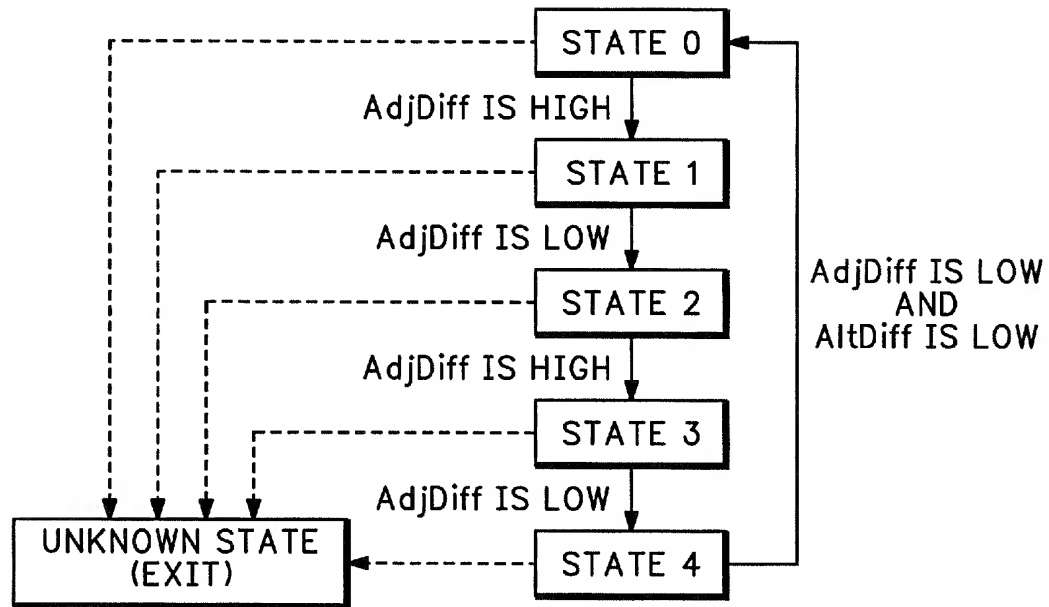 STATE 0
AdjDiff IS HIGH
STATE 1
AdjDiff IS LOW
STATE 2
AdjDiff IS LOW
AND
AltDiff IS LOW
AdjDiff IS HIGH
STATE 3
AdjDiff IS LOW
STATE 4
UNKNOWN STATE
(EXIT)